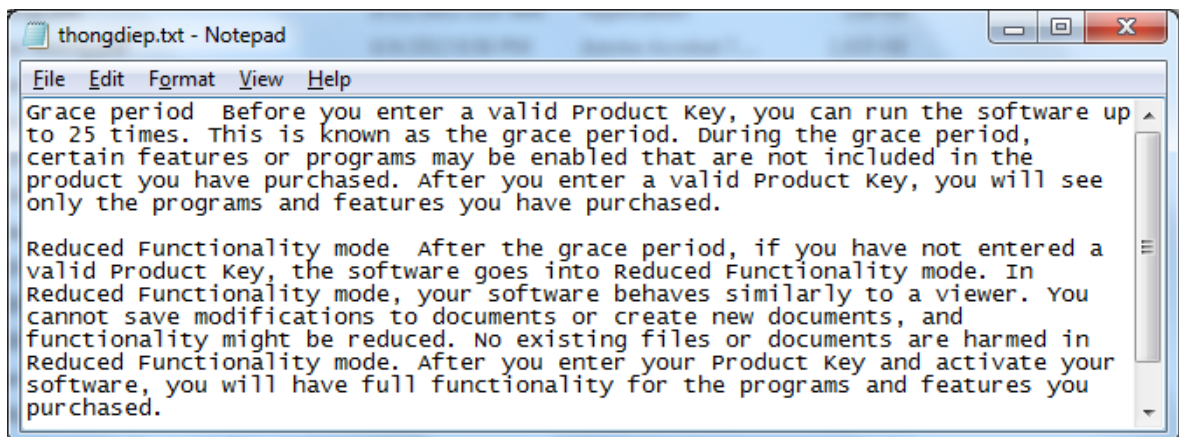 thongdiep.txt - Notepad
File Edit Format View Help
Grace period  Before you enter a valid Product Key, you can run the software up
to 25 times. This is known as the grace period. During the grace period,
certain features or programs may be enabled that are not included in the
product you have purchased. After you enter a valid Product Key, you will see
only the programs and features you have purchased.

Reduced Functionality mode  After the grace period, if you have not entered a
valid Product Key, the software goes into Reduced Functionality mode. In
Reduced Functionality mode, your software behaves similarly to a viewer. You
cannot save modifications to documents or create new documents, and
functionality might be reduced. No existing files or documents are harmed in
Reduced Functionality mode. After you enter your Product Key and activate your
software, you will have full functionality for the programs and features you
purchased.